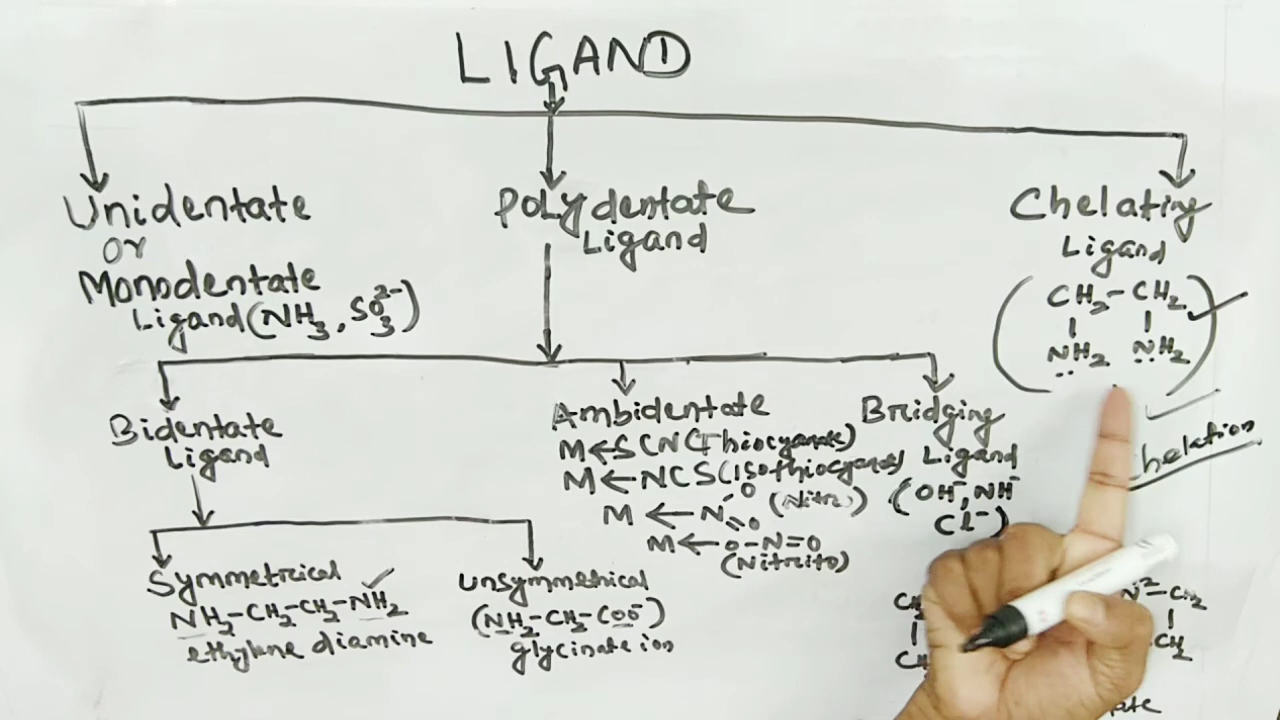 LIGAND
Unidentate
or
Monodentate
Ligand (NH₃, SO₃²⁻)
Polydentate
Ligand
Chelating
Ligand
CH₂-CH₂
NH₂ NH₂
Bidentate
Ligand
Ambidentate
M←SCN (Thiocyanate)
M←NCS (Isothiocyanate)
M←N-O=O (Nitro)
M←O-N=O
(Nitrito)
Bridging
Ligand
(OH⁻, NH⁻
Cl⁻)
helation
Symmetrical
NH₂-CH₂-CH₂-NH₂
ethylene diamine
Unsymmetrical
(NH₂-CH₂-COO⁻)
glycinate ion
CH₂